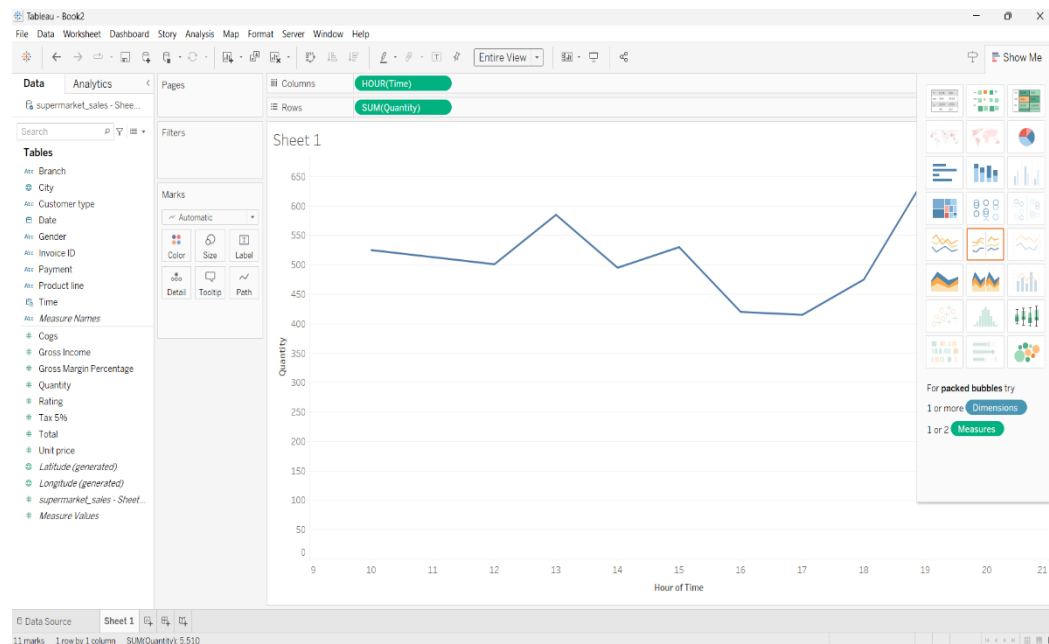 Tableau - Book2
File Data Worksheet Dashboard Story Analysis Map Format Server Window Help
Entire View
Show Me
Data Analytics
supermarket_sales - Shee...
Search
Tables
Abc Branch
City
Abc Customer type
Date
Abc Gender
Abc Invoice ID
Abc Payment
Abc Product line
Time
Abc Measure Names
Cogs
Gross Income
Gross Margin Percentage
Quantity
Rating
Tax 5%
Total
Unit price
Latitude (generated)
Longitude (generated)
supermarket_sales - Sheet...
Measure Values
Pages
Filters
Marks
Automatic
Color Size Label
Detail Tooltip Path
Columns HOUR(Time)
Rows SUM(Quantity)
Sheet 1
650
600
550
500
450
400
350
300
250
200
150
100
50
0
Quantity
9 10 11 12 13 14 15 16 17 18 19 20 21
Hour of Time
For packed bubbles try
1 or more Dimensions
1 or 2 Measures
Data Source Sheet 1
11 marks 1 row by 1 column SUM(Quantity): 5,510